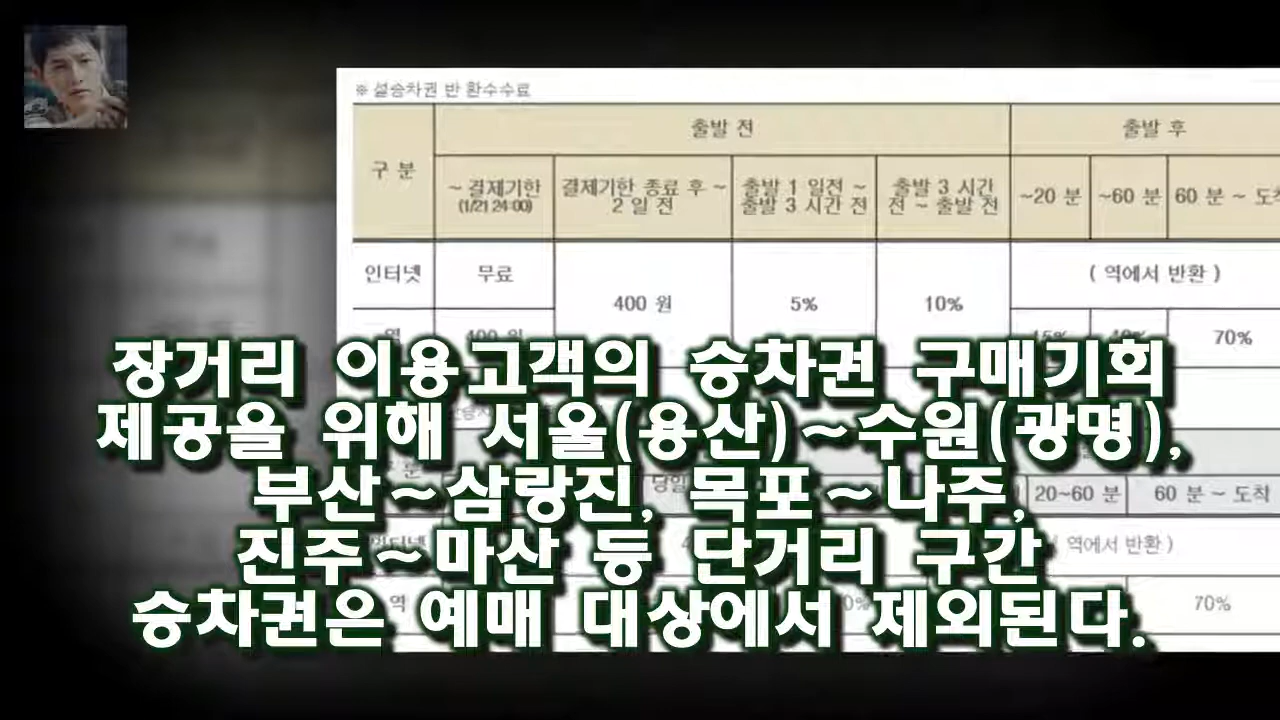 ※ 설승차권 반환수수료
구 분
출발 전
출발 후
~ 결제기한
(1/21 24:00)
결제기한 종료 후 ~
2 일 전
출발 1 일전 ~
출발 3 시간 전
출발 3 시간
전 ~ 출발 전
~20 분
~60 분
60 분 ~ 도착
인터넷
무료
400 원
5%
10%
( 역에서 반환 )
역
400 원
15%
40%
70%
장거리 이용고객의 승차권 구매기회
제공을 위해 서울(용산)~수원(광명),
부산~삼랑진, 목포~나주,
진주~마산 등 단거리 구간
승차권은 예매 대상에서 제외된다.
20~60 분
60 분 ~ 도착
( 역에서 반환 )
역
70%